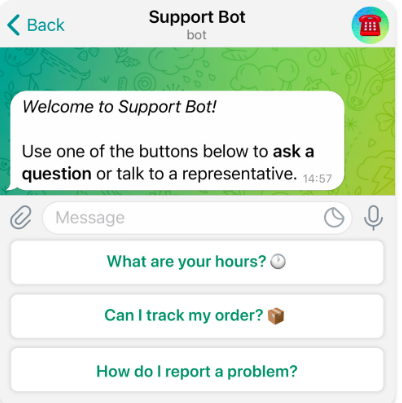 Back
Support Bot
bot
Welcome to Support Bot!
Use one of the buttons below to ask a
question or talk to a representative. 14:57
Message
What are your hours? 🕐
Can I track my order? 📦
How do I report a problem?